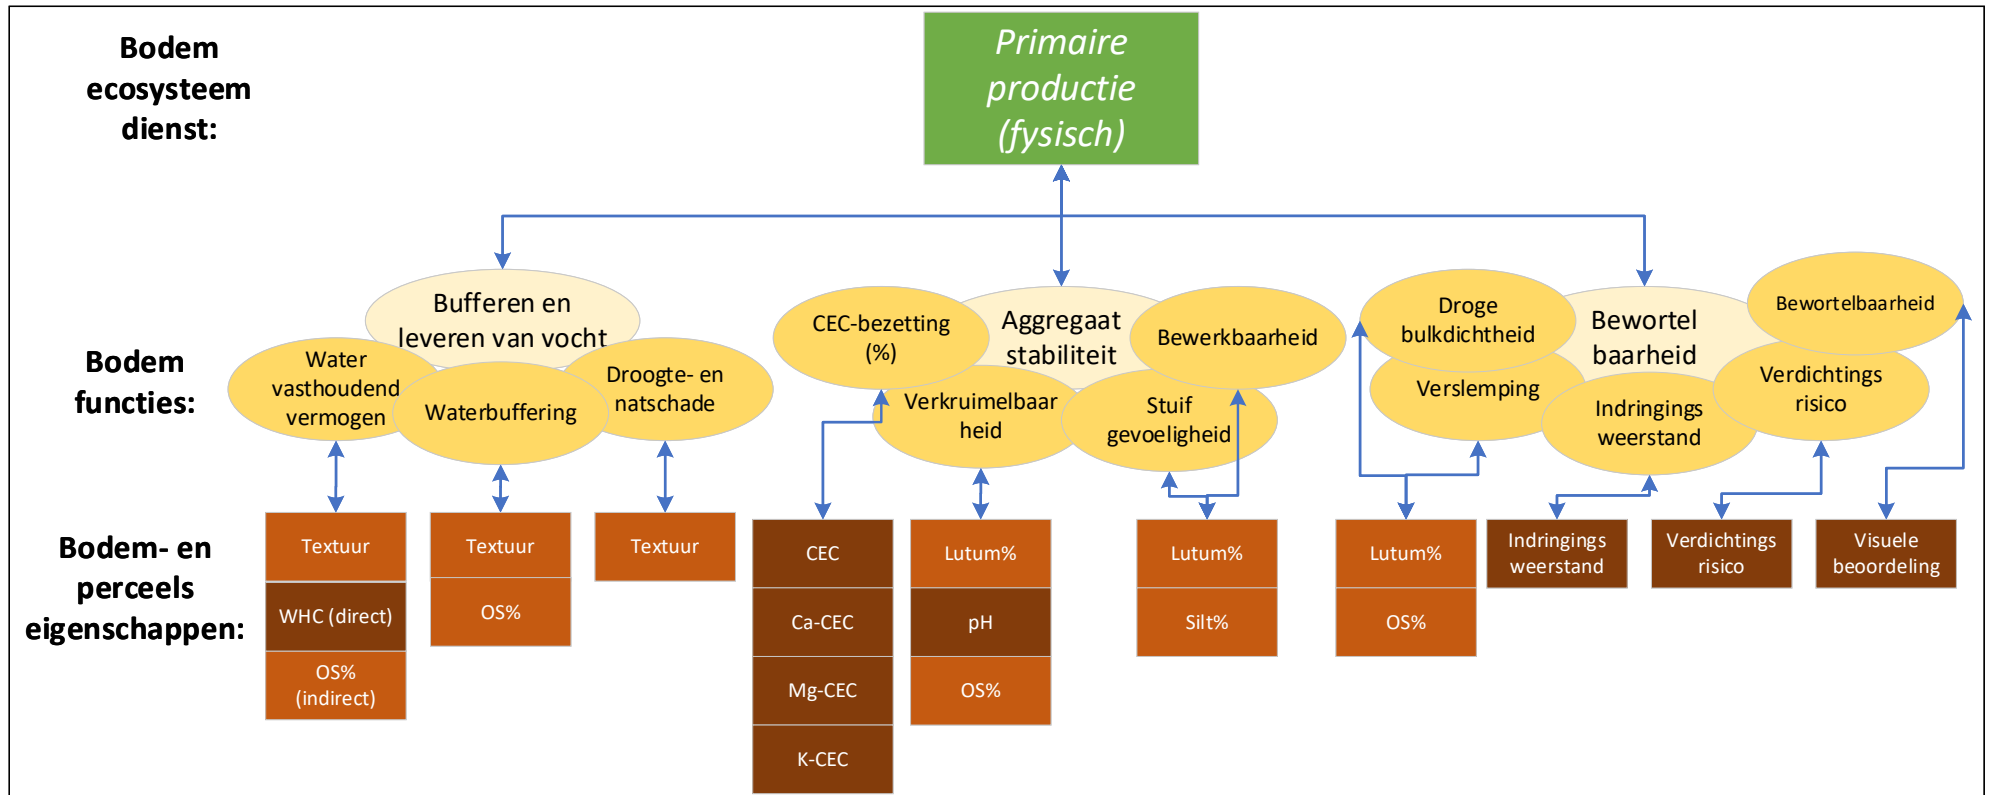 Bodem
ecosysteem
dienst:
Primaire
productie
(fysisch)
Bodem
functies:
Bufferen en
leveren van vocht
Water
vasthoudend
vermogen
Waterbuffering
Droogte- en
natschade
CEC-bezetting
(%)
Aggregaat
stabiliteit
Bewerkbaarheid
Verkruimelbaar
heid
Stuif
gevoeligheid
Droge
bulkdichtheid
Bewortel
baarheid
Bewortelbaarheid
Verslemping
Indringings
weerstand
Verdichtings
risico
Bodem- en
perceels
eigenschappen:
Textuur
WHC (direct)
OS%
(indirect)
Textuur
OS%
Textuur
CEC
Ca-CEC
Mg-CEC
K-CEC
Lutum%
pH
OS%
Lutum%
Silt%
Lutum%
OS%
Indringings
weerstand
Verdichtings
risico
Visuele
beoordeling